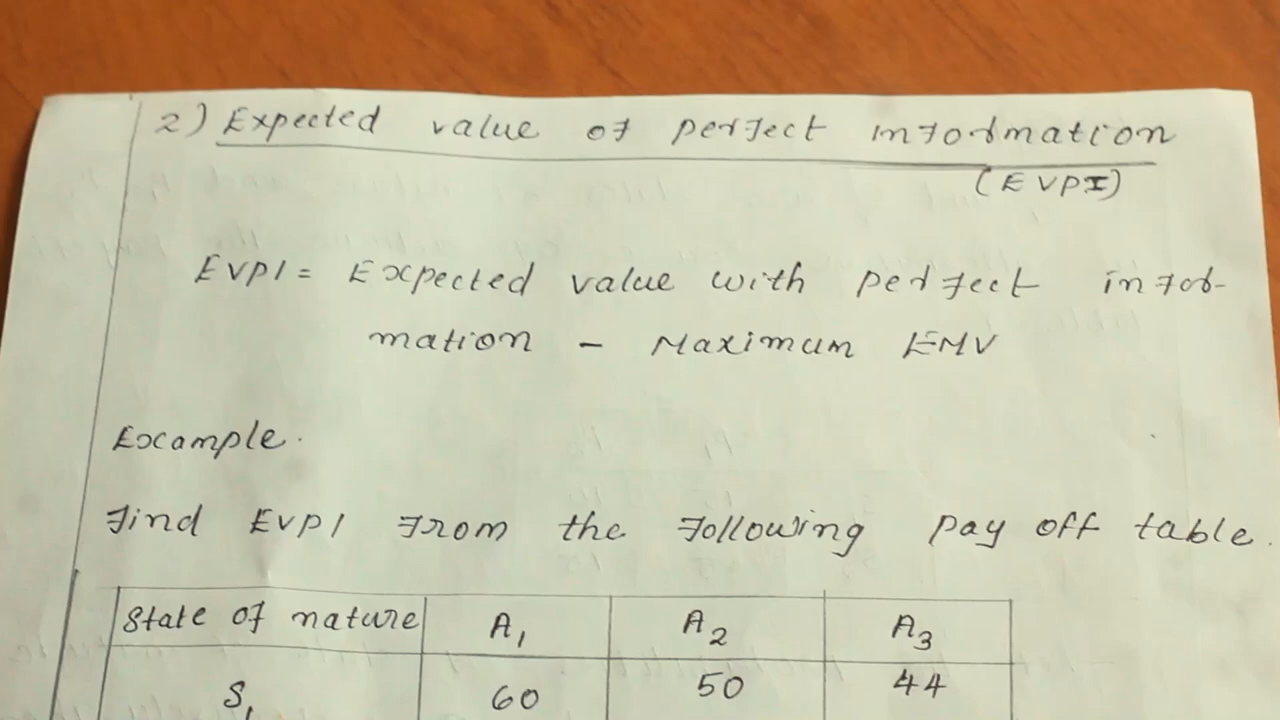 2) Expected value of perfect information
(EVPI)
EVPI = Expected value with perfect infor-
mation - Maximum EMV
Example.
Find EVPI from the following pay off table.
State of nature A1 A2 A3
S1 60 50 44